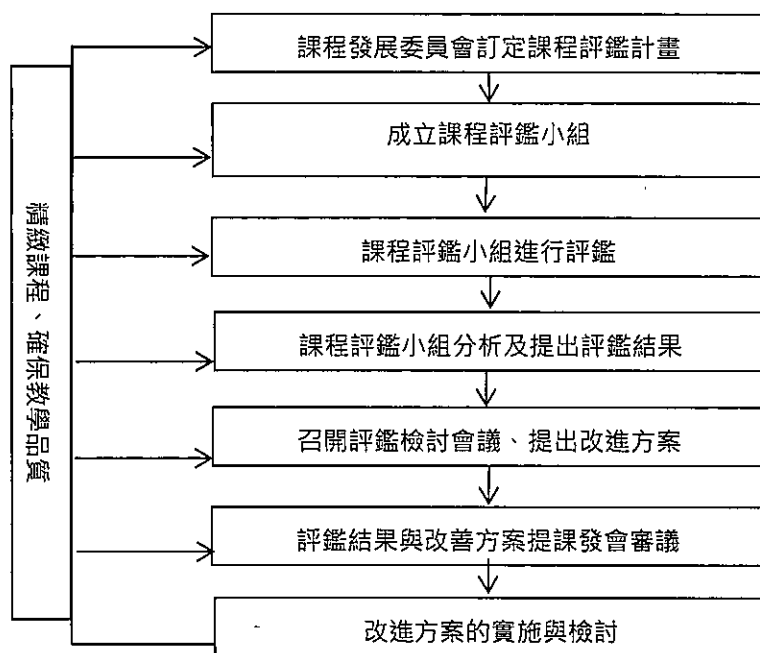 精緻課程、確保教學品質
課程發展委員會訂定課程評鑑計畫
成立課程評鑑小組
課程評鑑小組進行評鑑
課程評鑑小組分析及提出評鑑結果
召開評鑑檢討會議、提出改進方案
評鑑結果與改善方案提課發會審議
改進方案的實施與檢討